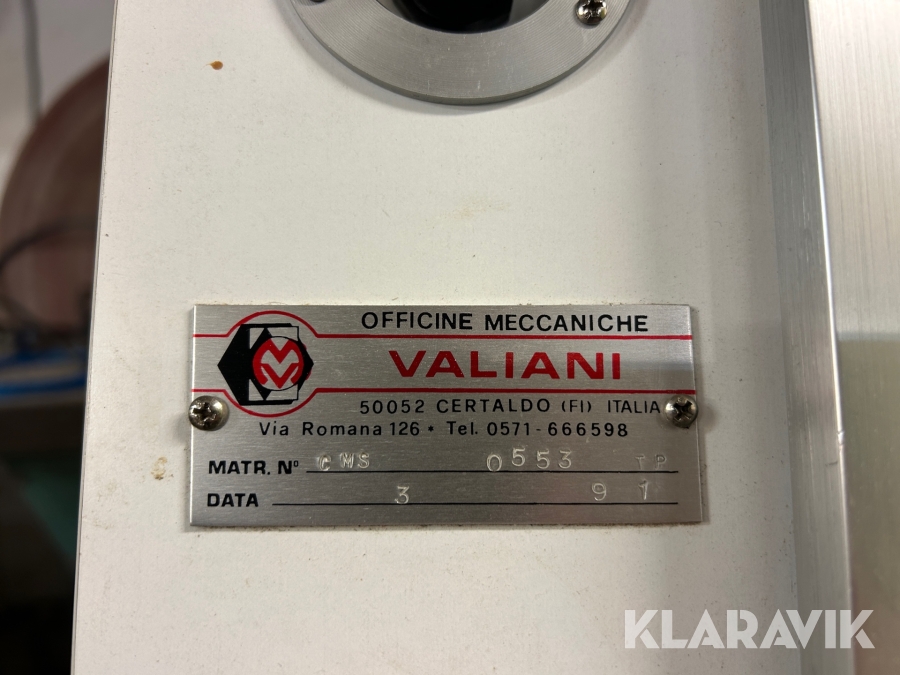 OFFICINE MECCANICHE
VALIANI
50052 CERTALDO (FI) ITALIA
Via Romana 126 • Tel. 0571-666598
MATR. Nº CMS 0553 TP
DATA 3 91
KLARAVIK